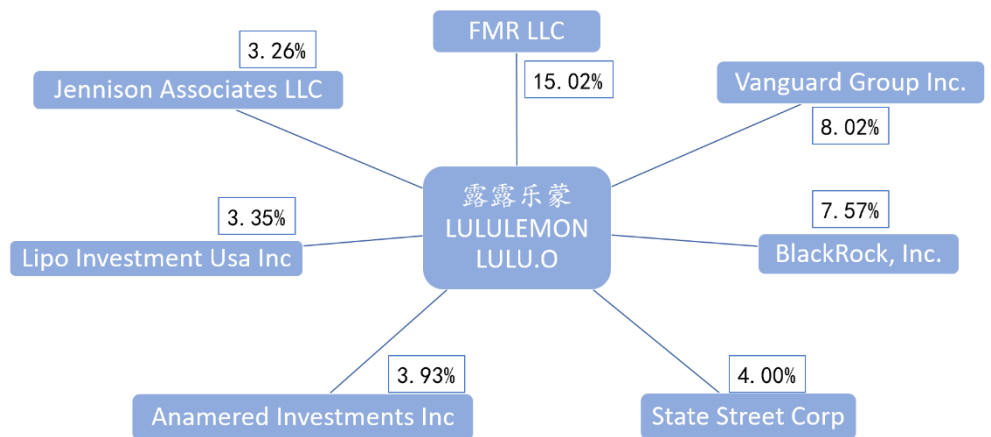 FMR LLC
15.02%
3.26%
Jennison Associates LLC
Vanguard Group Inc.
8.02%
露露乐蒙
LULULEMON
LULU.O
3.35%
Lipo Investment Usa Inc
7.57%
BlackRock, Inc.
3.93%
Anamered Investments Inc
4.00%
State Street Corp